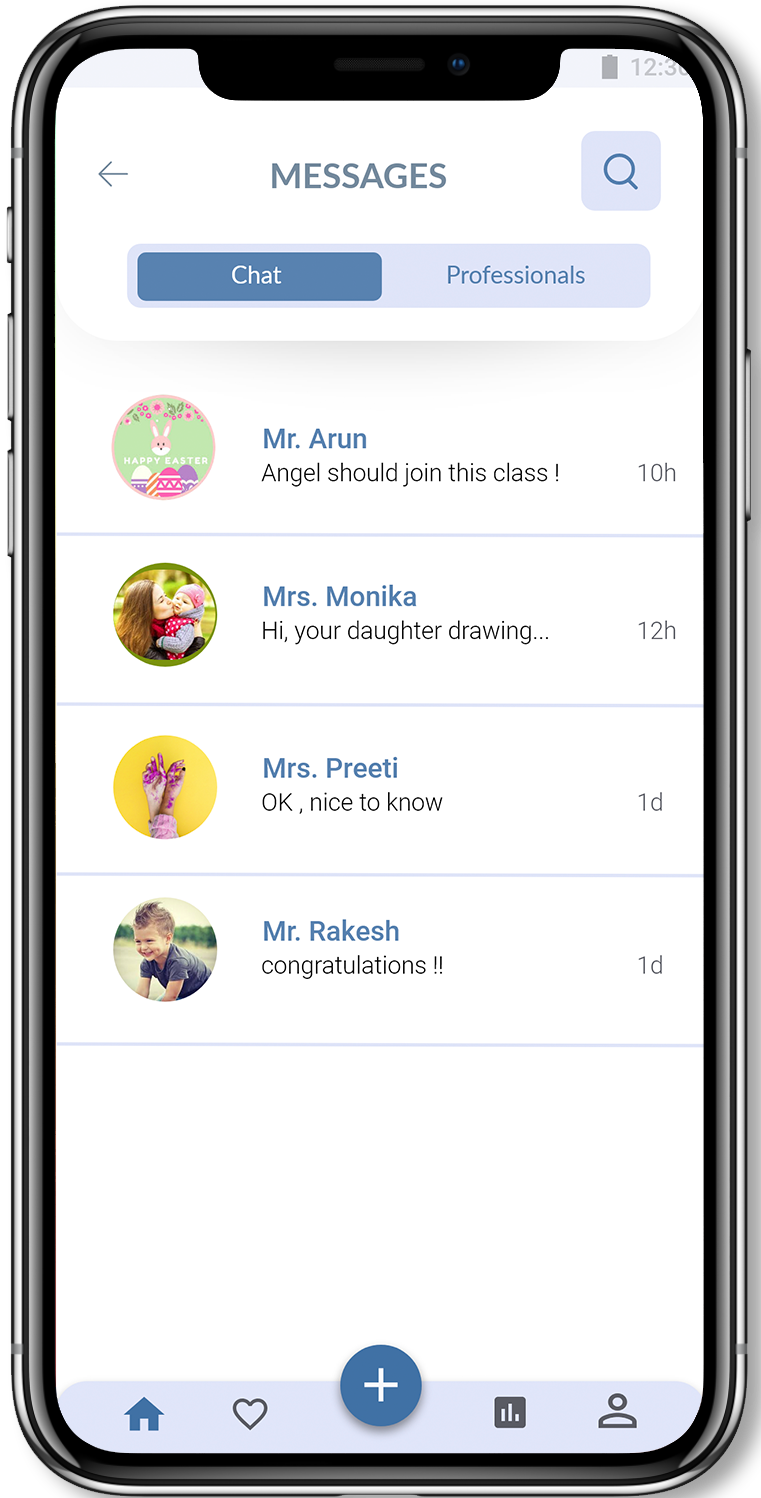 12:30
MESSAGES
Chat
Professionals
HAPPY EASTER
Mr. Arun
Angel should join this class !
10h
Mrs. Monika
Hi, your daughter drawing...
12h
Mrs. Preeti
OK , nice to know
1d
Mr. Rakesh
congratulations !!
1d